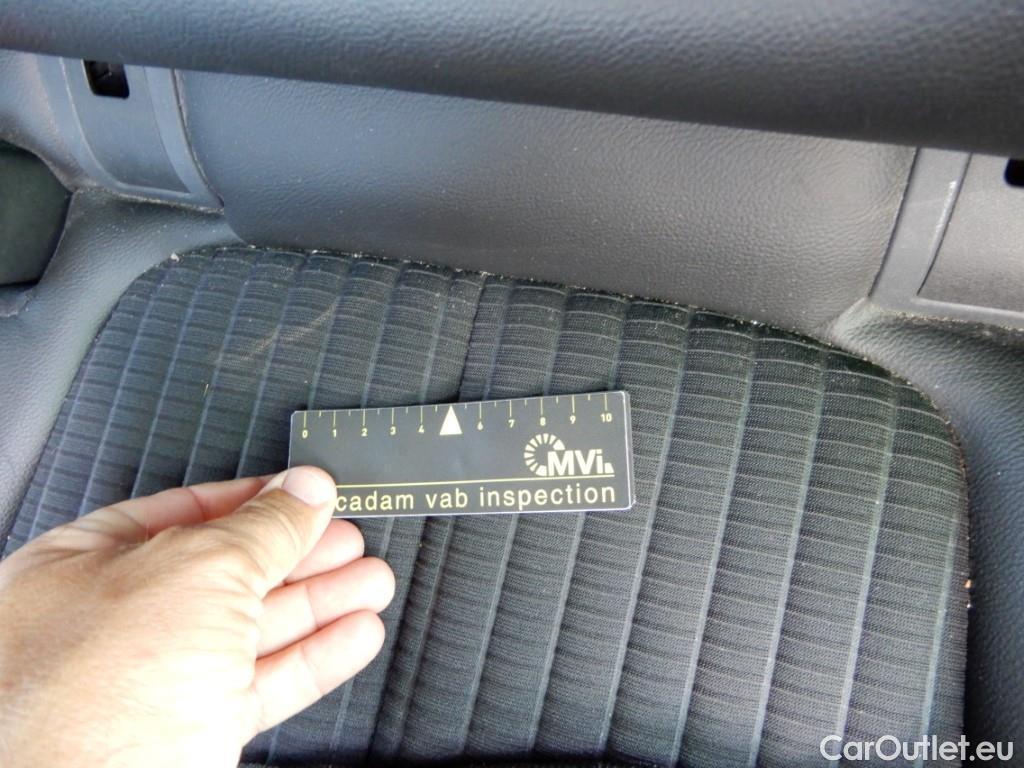 0 1 2 3 4 6 7 8 9 10
MVi
cadam vab inspection
CarOutlet.eu